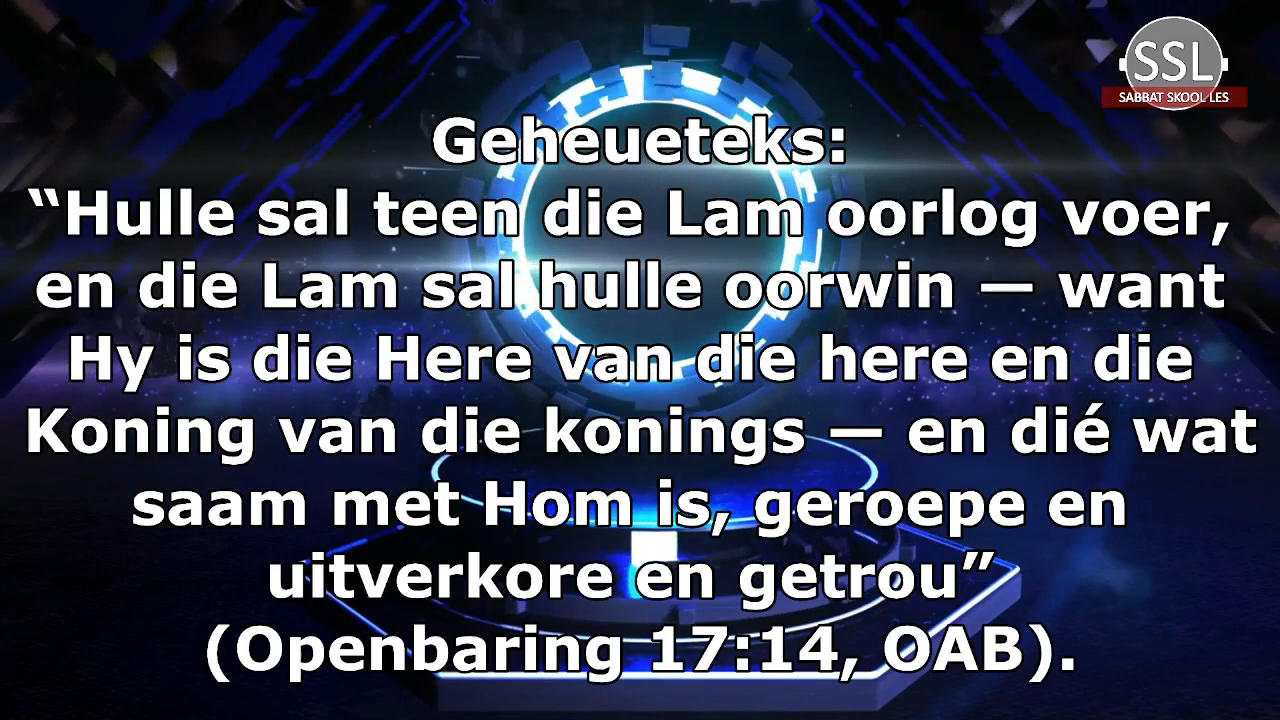 SSL
SABBAT SKOOL LES
Geheueteks:
“Hulle sal teen die Lam oorlog voer,
en die Lam sal hulle oorwin — want
Hy is die Here van die here en die
Koning van die konings — en dié wat
saam met Hom is, geroepe en
uitverkore en getrou”
(Openbaring 17:14, OAB).